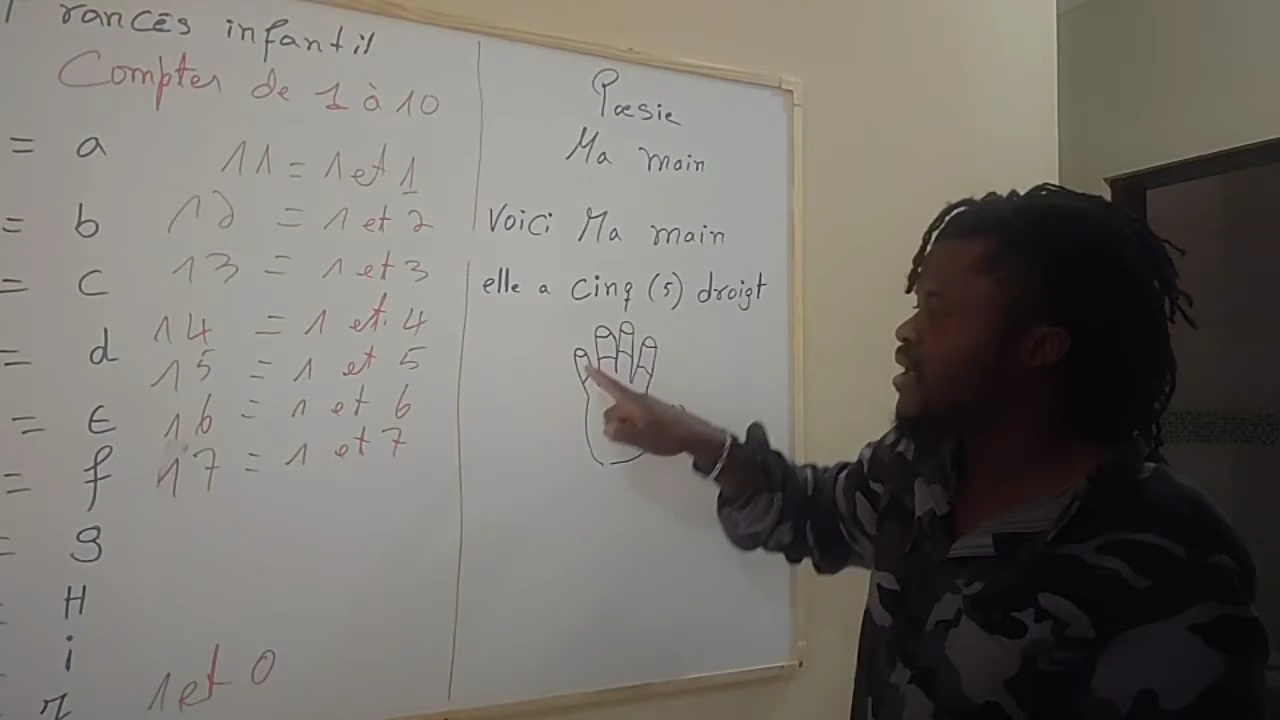 Francês infantil
Compter de 1 à 10
= a
11 = 1 et 1
= b
12 = 1 et 2
= c
13 = 1 et 3
= d
14 = 1 et 4
15 = 1 et 5
= E
16 = 1 et 6
= f
17 = 1 et 7
= g
H
i
1 et 0
Pœsie
Ma main
Voici Ma main
elle a cinq (5) droigt